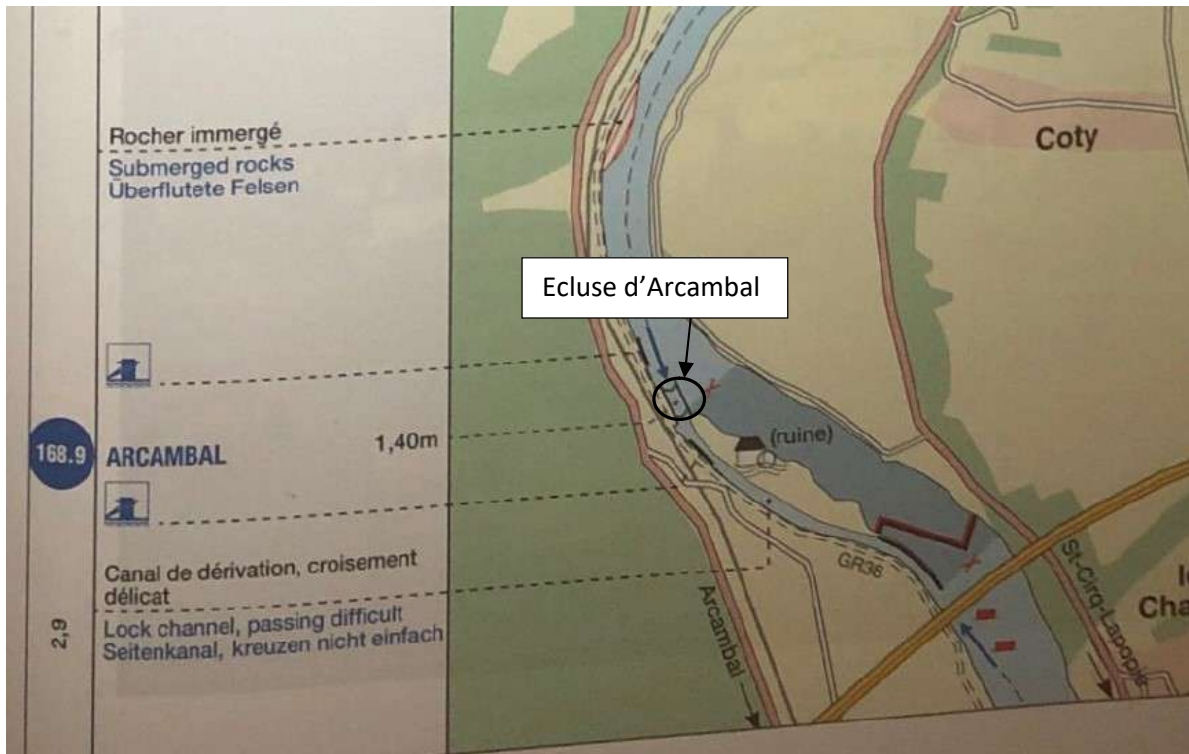 Rocher immergé
Submerged rocks
Überflutete Felsen
Coty
Ecluse d’Arcambal
168.9 ARCAMBAL 1,40m
(ruine)
Canal de dérivation, croisement
délicat
Lock channel, passing difficult
Seitenkanal, kreuzen nicht einfach
2,9
GR36
Arcambal
St-Cirq-Lapopie
Cha